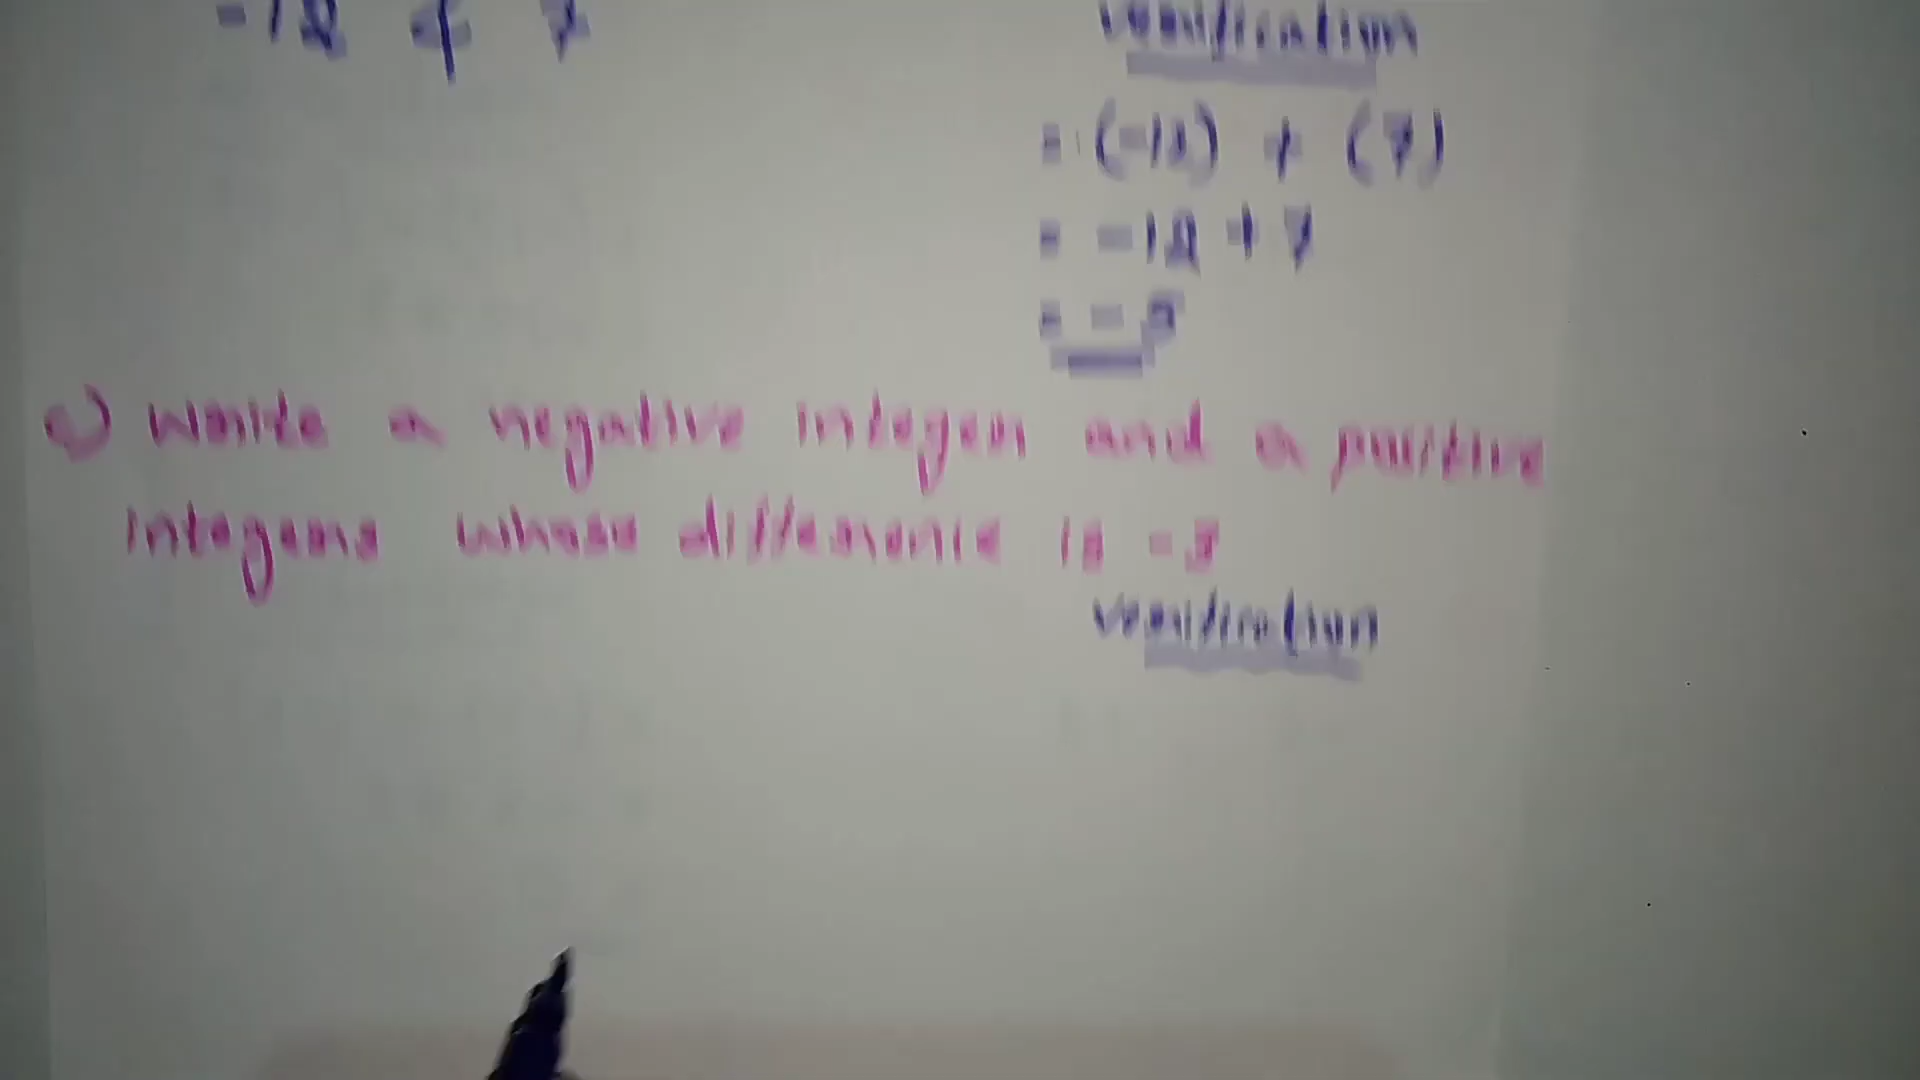 -12 & 7
Verification
= (-12) + (7)
= -12 + 7
= - 5
c) Write a negative integer and a positive
integers whose difference is -3
Verification